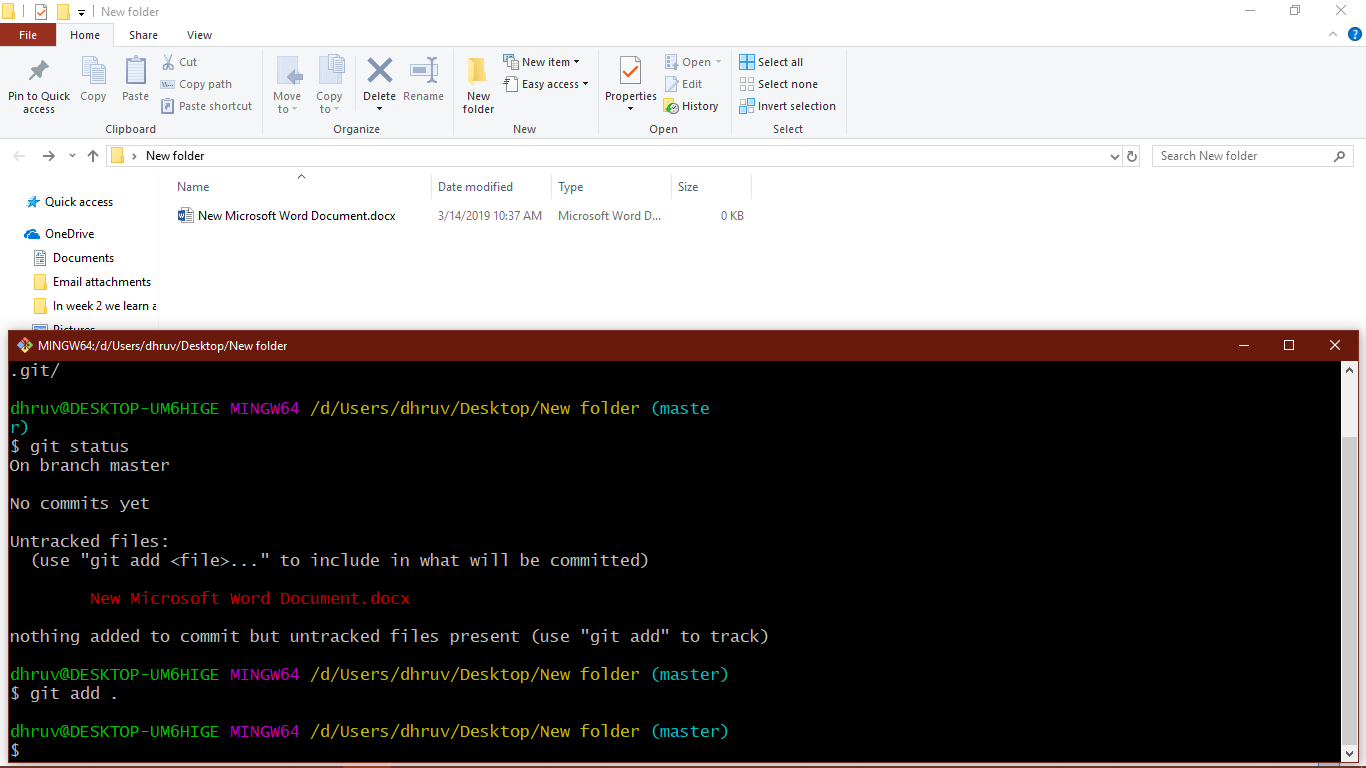 New folder
File Home Share View
Pin to Quick access
Copy
Paste
Cut
Copy path
Paste shortcut
Clipboard
Move to
Copy to
Delete
Rename
Organize
New folder
New item
Easy access
New
Properties
Open
Edit
History
Open
Select all
Select none
Invert selection
Select
New folder
Search New folder
Name Date modified Type Size
New Microsoft Word Document.docx 3/14/2019 10:37 AM Microsoft Word D... 0 KB
Quick access
OneDrive
Documents
Email attachments
In week 2 we learn a
Pictures
MINGW64:/d/Users/dhruv/Desktop/New folder
.git/
dhruv@DESKTOP-UM6HIGE MINGW64 /d/Users/dhruv/Desktop/New folder (maste
r)
$ git status
On branch master
No commits yet
Untracked files:
(use "git add <file>..." to include in what will be committed)
New Microsoft Word Document.docx
nothing added to commit but untracked files present (use "git add" to track)
dhruv@DESKTOP-UM6HIGE MINGW64 /d/Users/dhruv/Desktop/New folder (master)
$ git add .
dhruv@DESKTOP-UM6HIGE MINGW64 /d/Users/dhruv/Desktop/New folder (master)
$